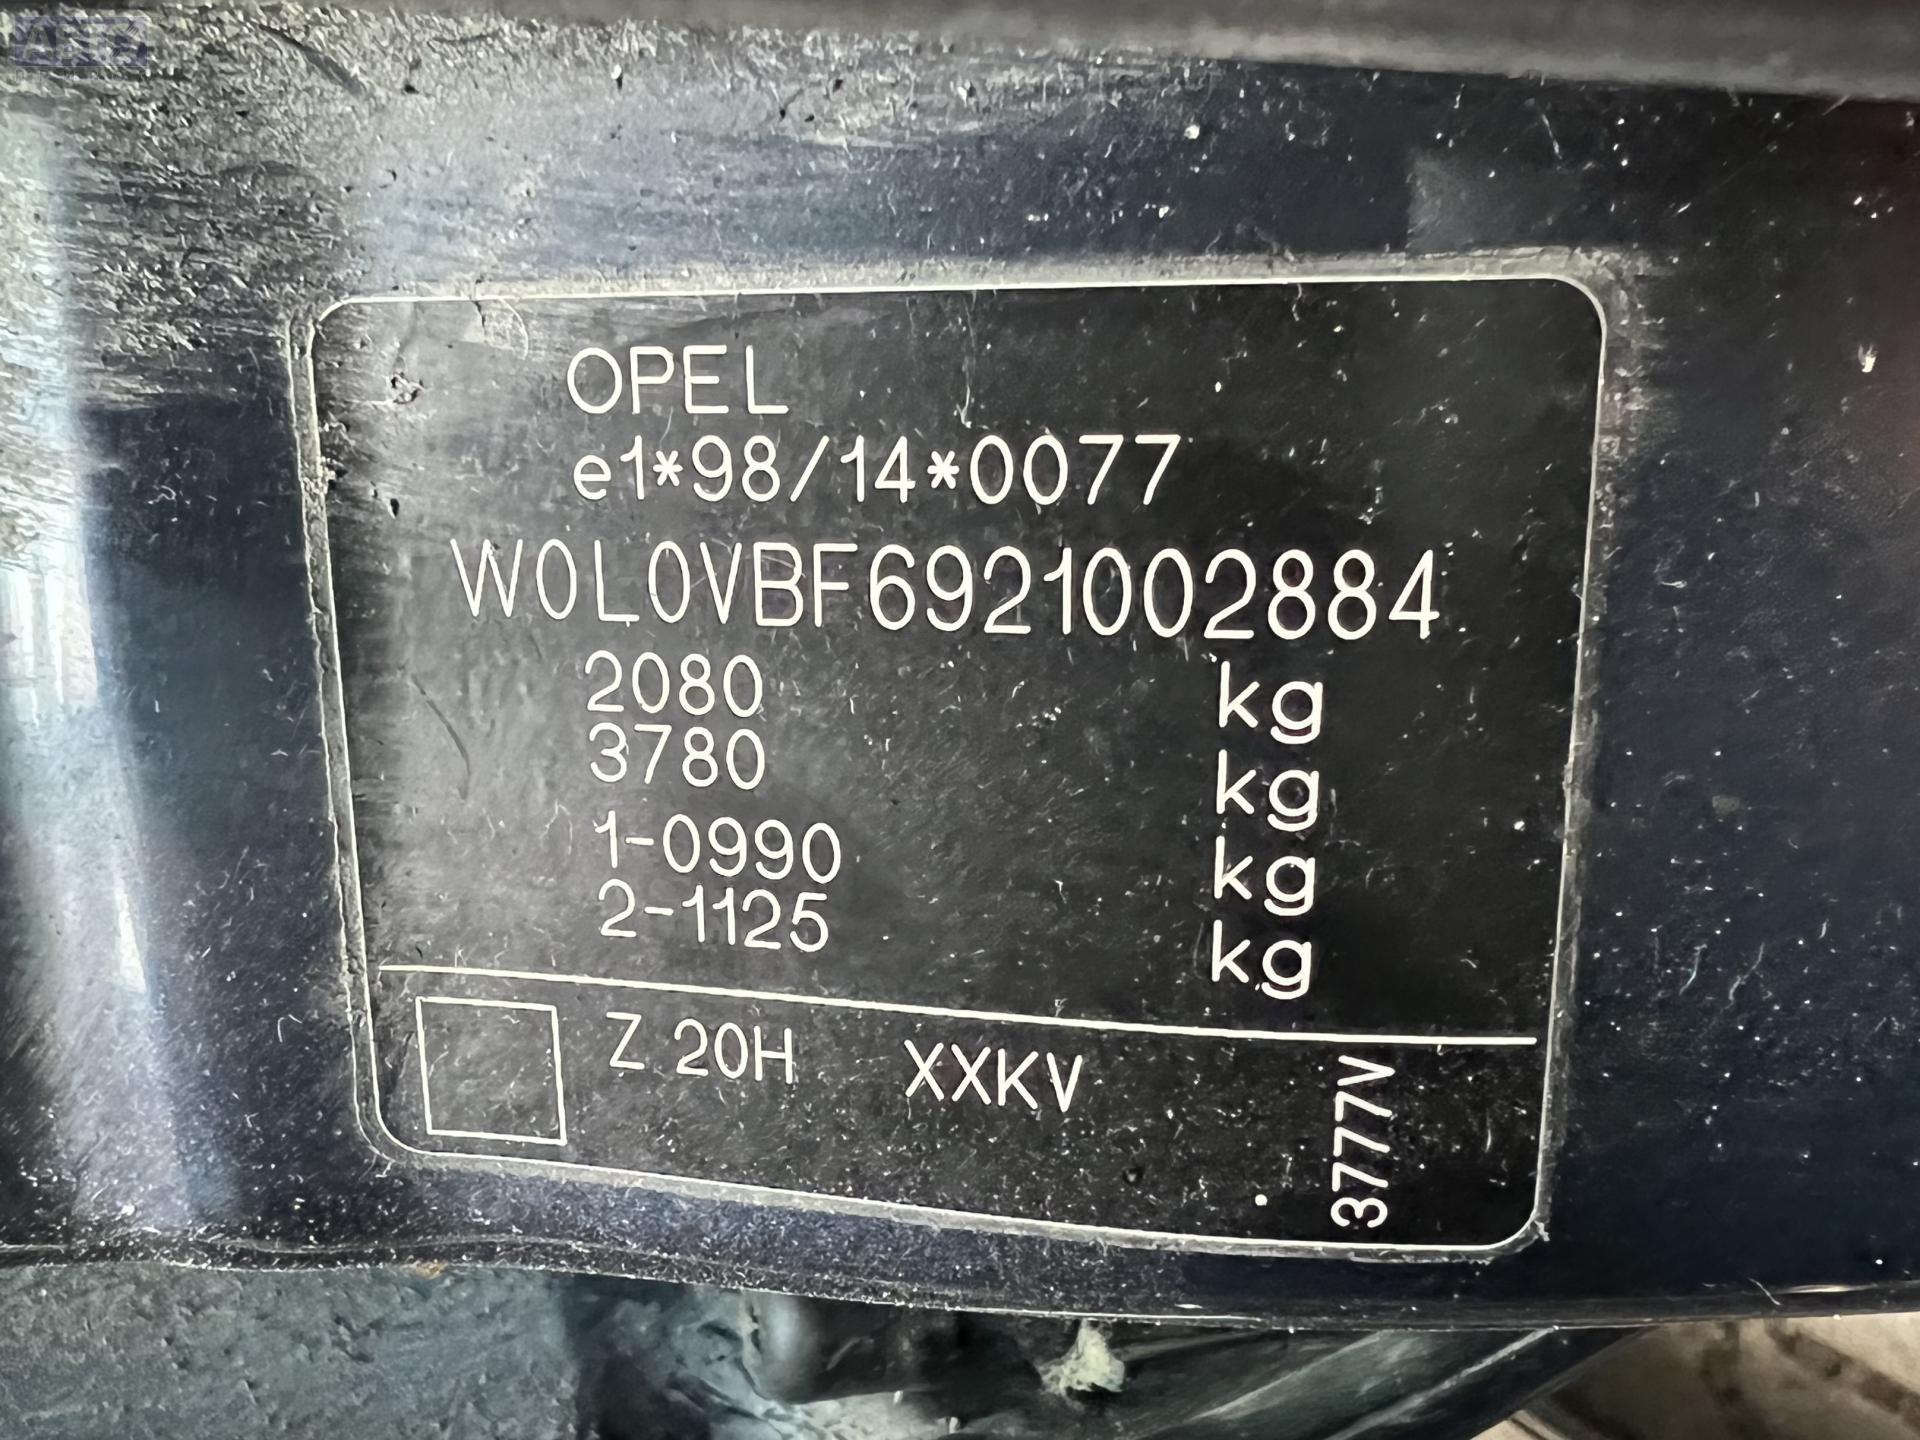 OPEL
e1*98/14*0077
W0L0VBF6921002884
2080 kg
3780 kg
1-0990 kg
2-1125 kg
Z 20H XXKV
3777V